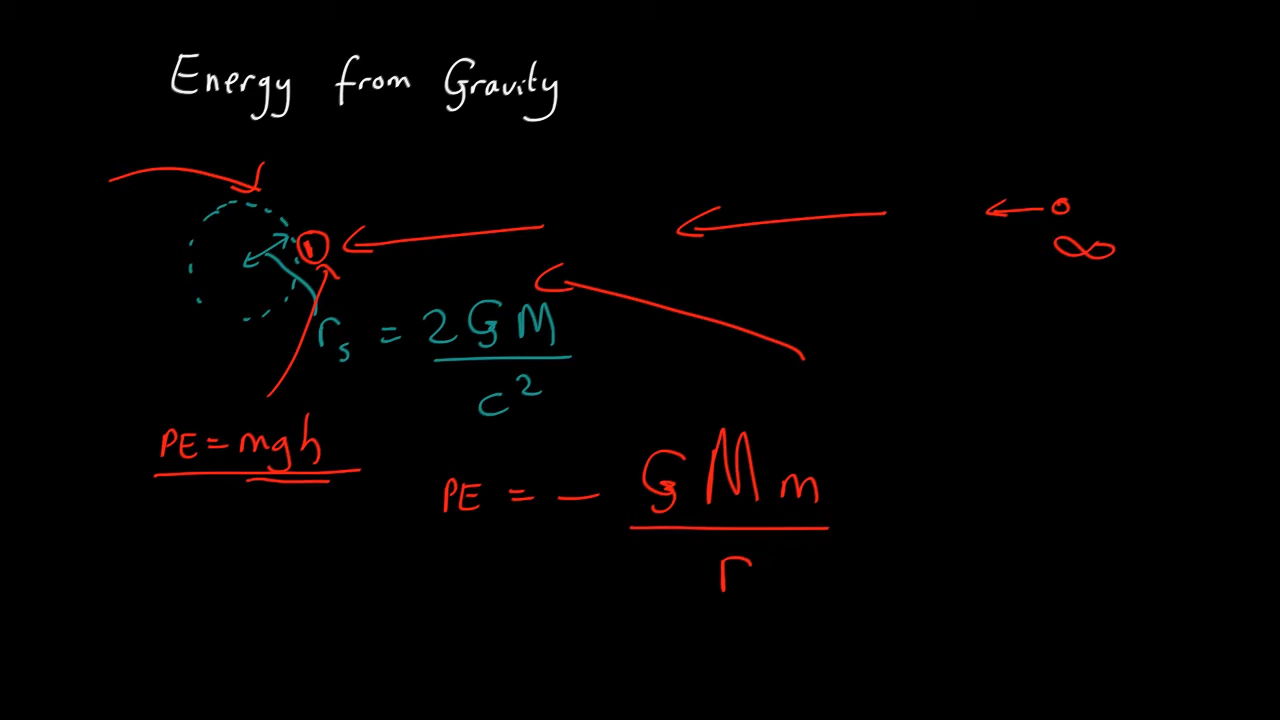 Energy from Gravity
∞
r_s = 2GM / c²
PE = mgh
PE = - GMm / r